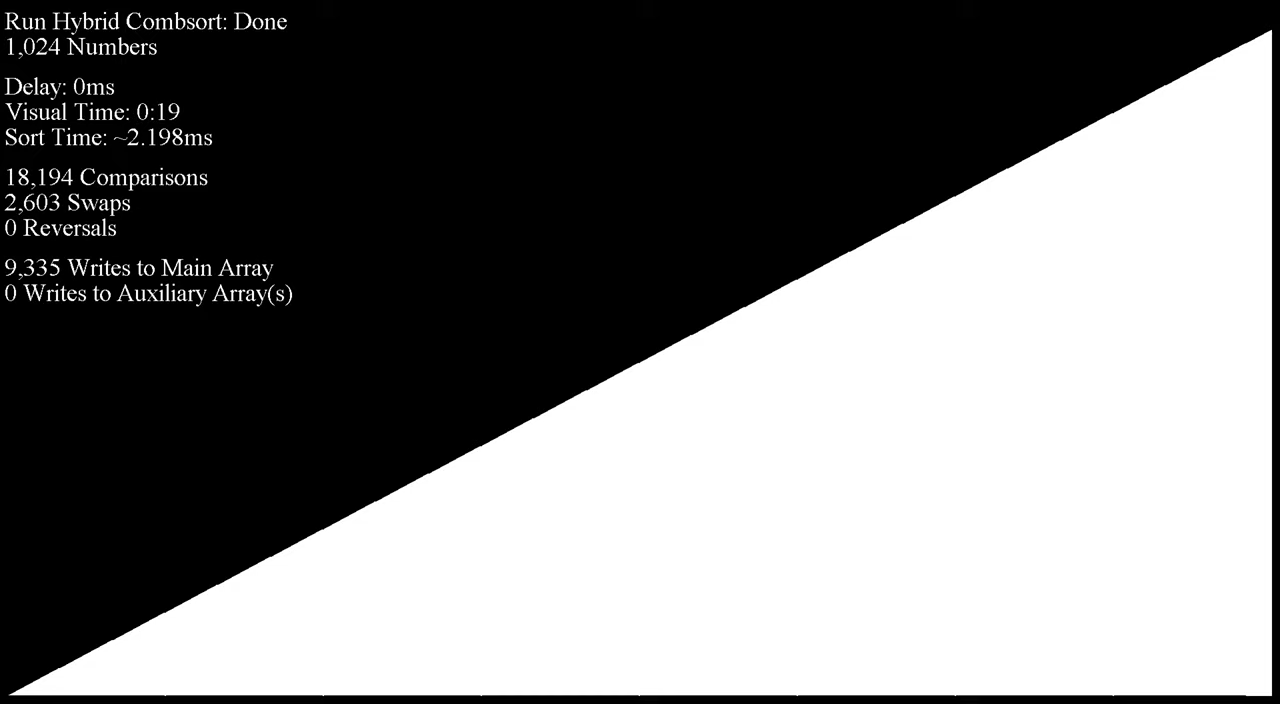 Run Hybrid Combsort: Done
1,024 Numbers
Delay: 0ms
Visual Time: 0:19
Sort Time: ~2.198ms
18,194 Comparisons
2,603 Swaps
0 Reversals
9,335 Writes to Main Array
0 Writes to Auxiliary Array(s)